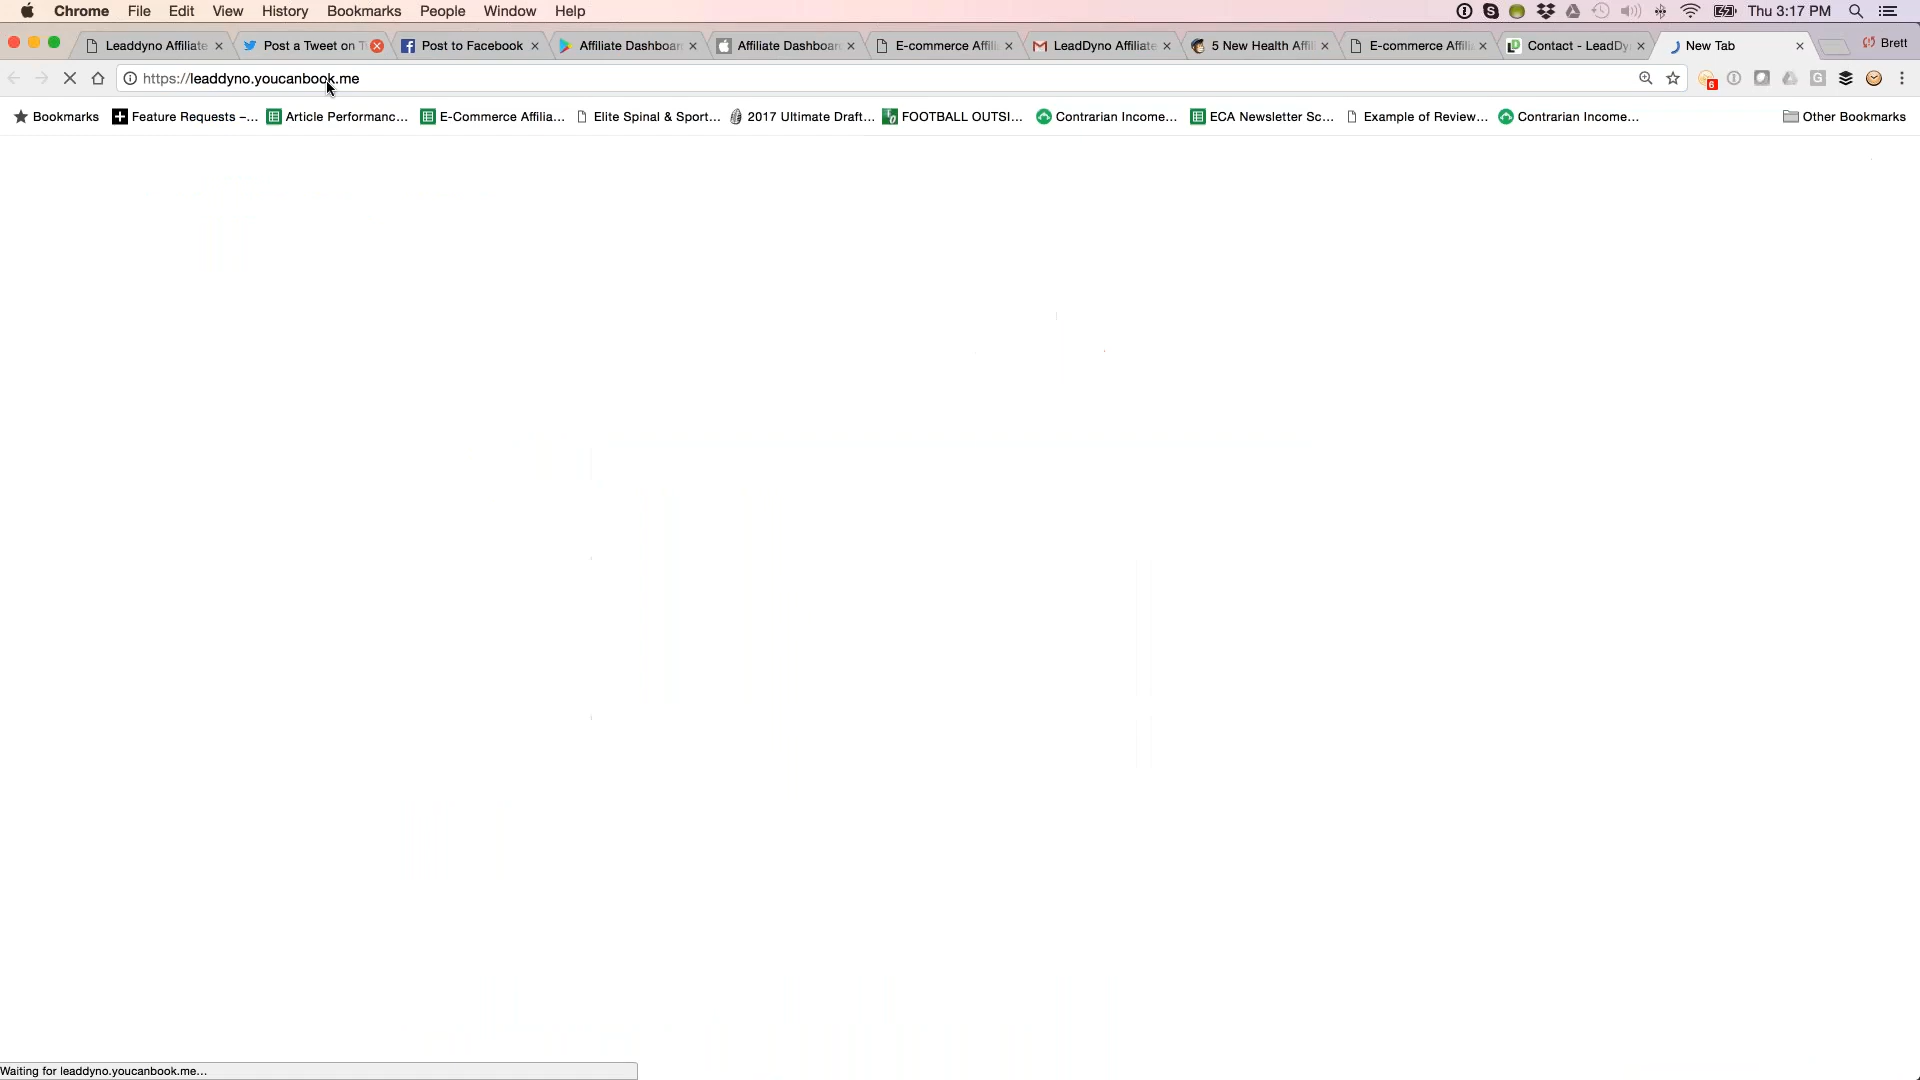 Chrome File Edit View History Bookmarks People Window Help Thu 3:17 PM
Leaddyno Affiliate Post a Tweet on T Post to Facebook Affiliate Dashboar Affiliate Dashboar E-commerce Affili LeadDyno Affiliate 5 New Health Affil E-commerce Affili Contact - LeadDy New Tab Brett
https://leaddyno.youcanbook.me 6
Bookmarks Feature Requests –... Article Performanc... E-Commerce Affilia... Elite Spinal & Sport... 2017 Ultimate Draft... FOOTBALL OUTSI... Contrarian Income... ECA Newsletter Sc... Example of Review... Contrarian Income... Other Bookmarks
Waiting for leaddyno.youcanbook.me...